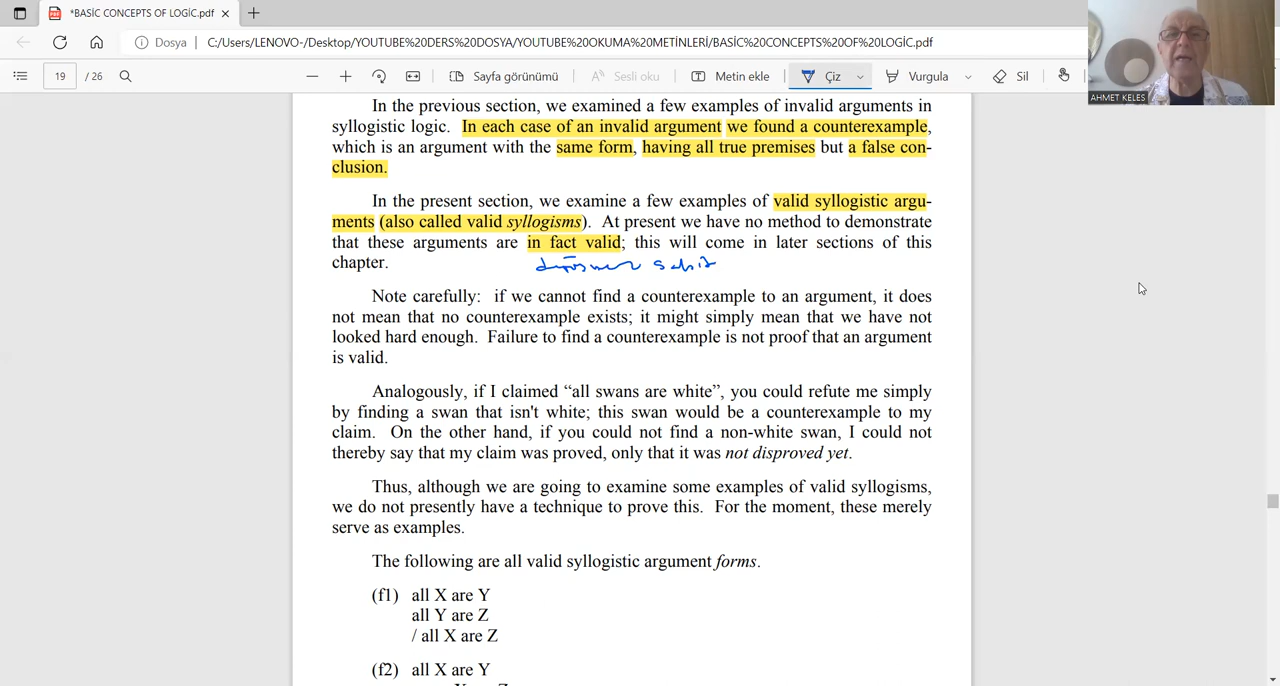 *BASİC CONCEPTS OF LOGİC.pdf
Dosya C:/Users/LENOVO-/Desktop/YOUTUBE%20DERS%20DOSYA/YOUTUBE%20OKUMA%20METİNLERİ/BASİC%20CONCEPTS%20OF%20LOGİC.pdf
19 / 26 Sayfa görünümü Sesli oku Metin ekle Çiz Vurgula Sil
AHMET KELES
In the previous section, we examined a few examples of invalid arguments in
syllogistic logic. In each case of an invalid argument we found a counterexample,
which is an argument with the same form, having all true premises but a false con-
clusion.
In the present section, we examine a few examples of valid syllogistic argu-
ments (also called valid syllogisms). At present we have no method to demonstrate
that these arguments are in fact valid; this will come in later sections of this
chapter.
Note carefully: if we cannot find a counterexample to an argument, it does
not mean that no counterexample exists; it might simply mean that we have not
looked hard enough. Failure to find a counterexample is not proof that an argument
is valid.
Analogously, if I claimed “all swans are white”, you could refute me simply
by finding a swan that isn't white; this swan would be a counterexample to my
claim. On the other hand, if you could not find a non-white swan, I could not
thereby say that my claim was proved, only that it was not disproved yet.
Thus, although we are going to examine some examples of valid syllogisms,
we do not presently have a technique to prove this. For the moment, these merely
serve as examples.
The following are all valid syllogistic argument forms.
(f1) all X are Y
all Y are Z
/ all X are Z
(f2) all X are Y